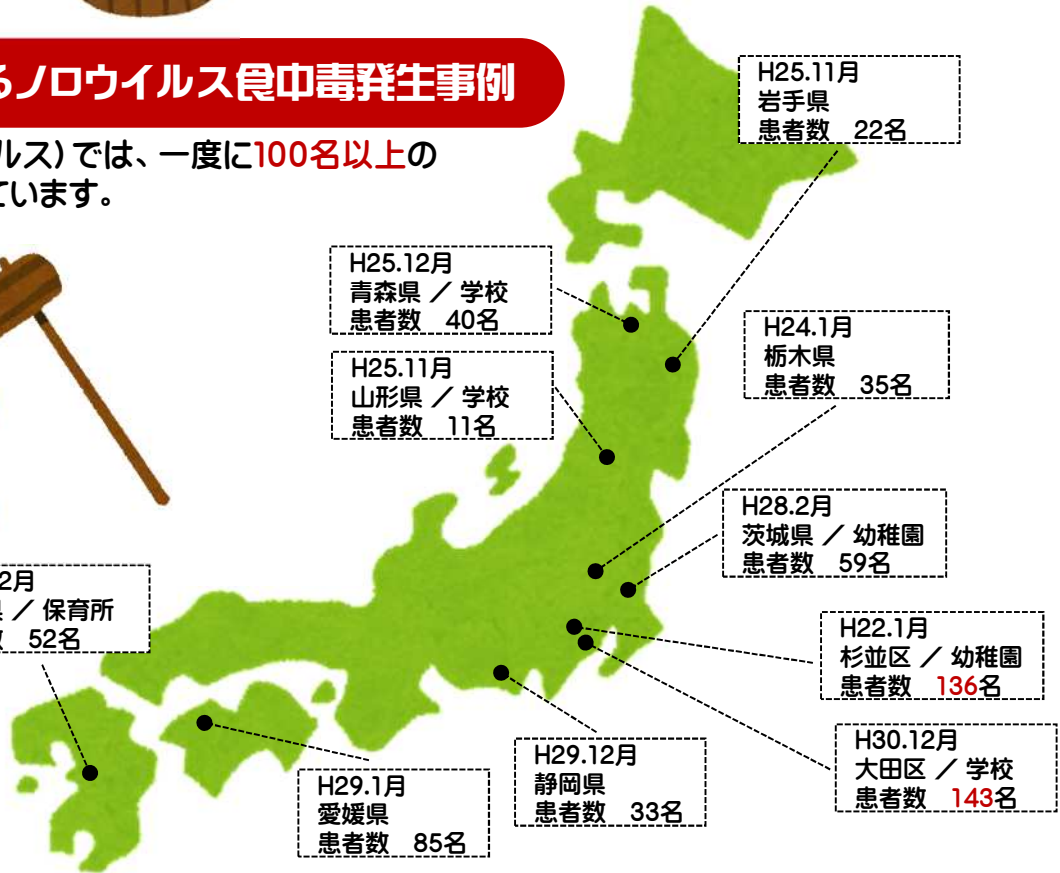 るノロウイルス食中毒発生事例
ルス)では、一度に100名以上の
ています。
H25.11月
岩手県
患者数 22名
H25.12月
青森県 / 学校
患者数 40名
H25.11月
山形県 / 学校
患者数 11名
H24.1月
栃木県
患者数 35名
H28.2月
茨城県 / 幼稚園
患者数 59名
2月
/ 保育所
52名
H22.1月
杉並区 / 幼稚園
患者数 136名
H30.12月
大田区 / 学校
患者数 143名
H29.12月
静岡県
患者数 33名
H29.1月
愛媛県
患者数 85名